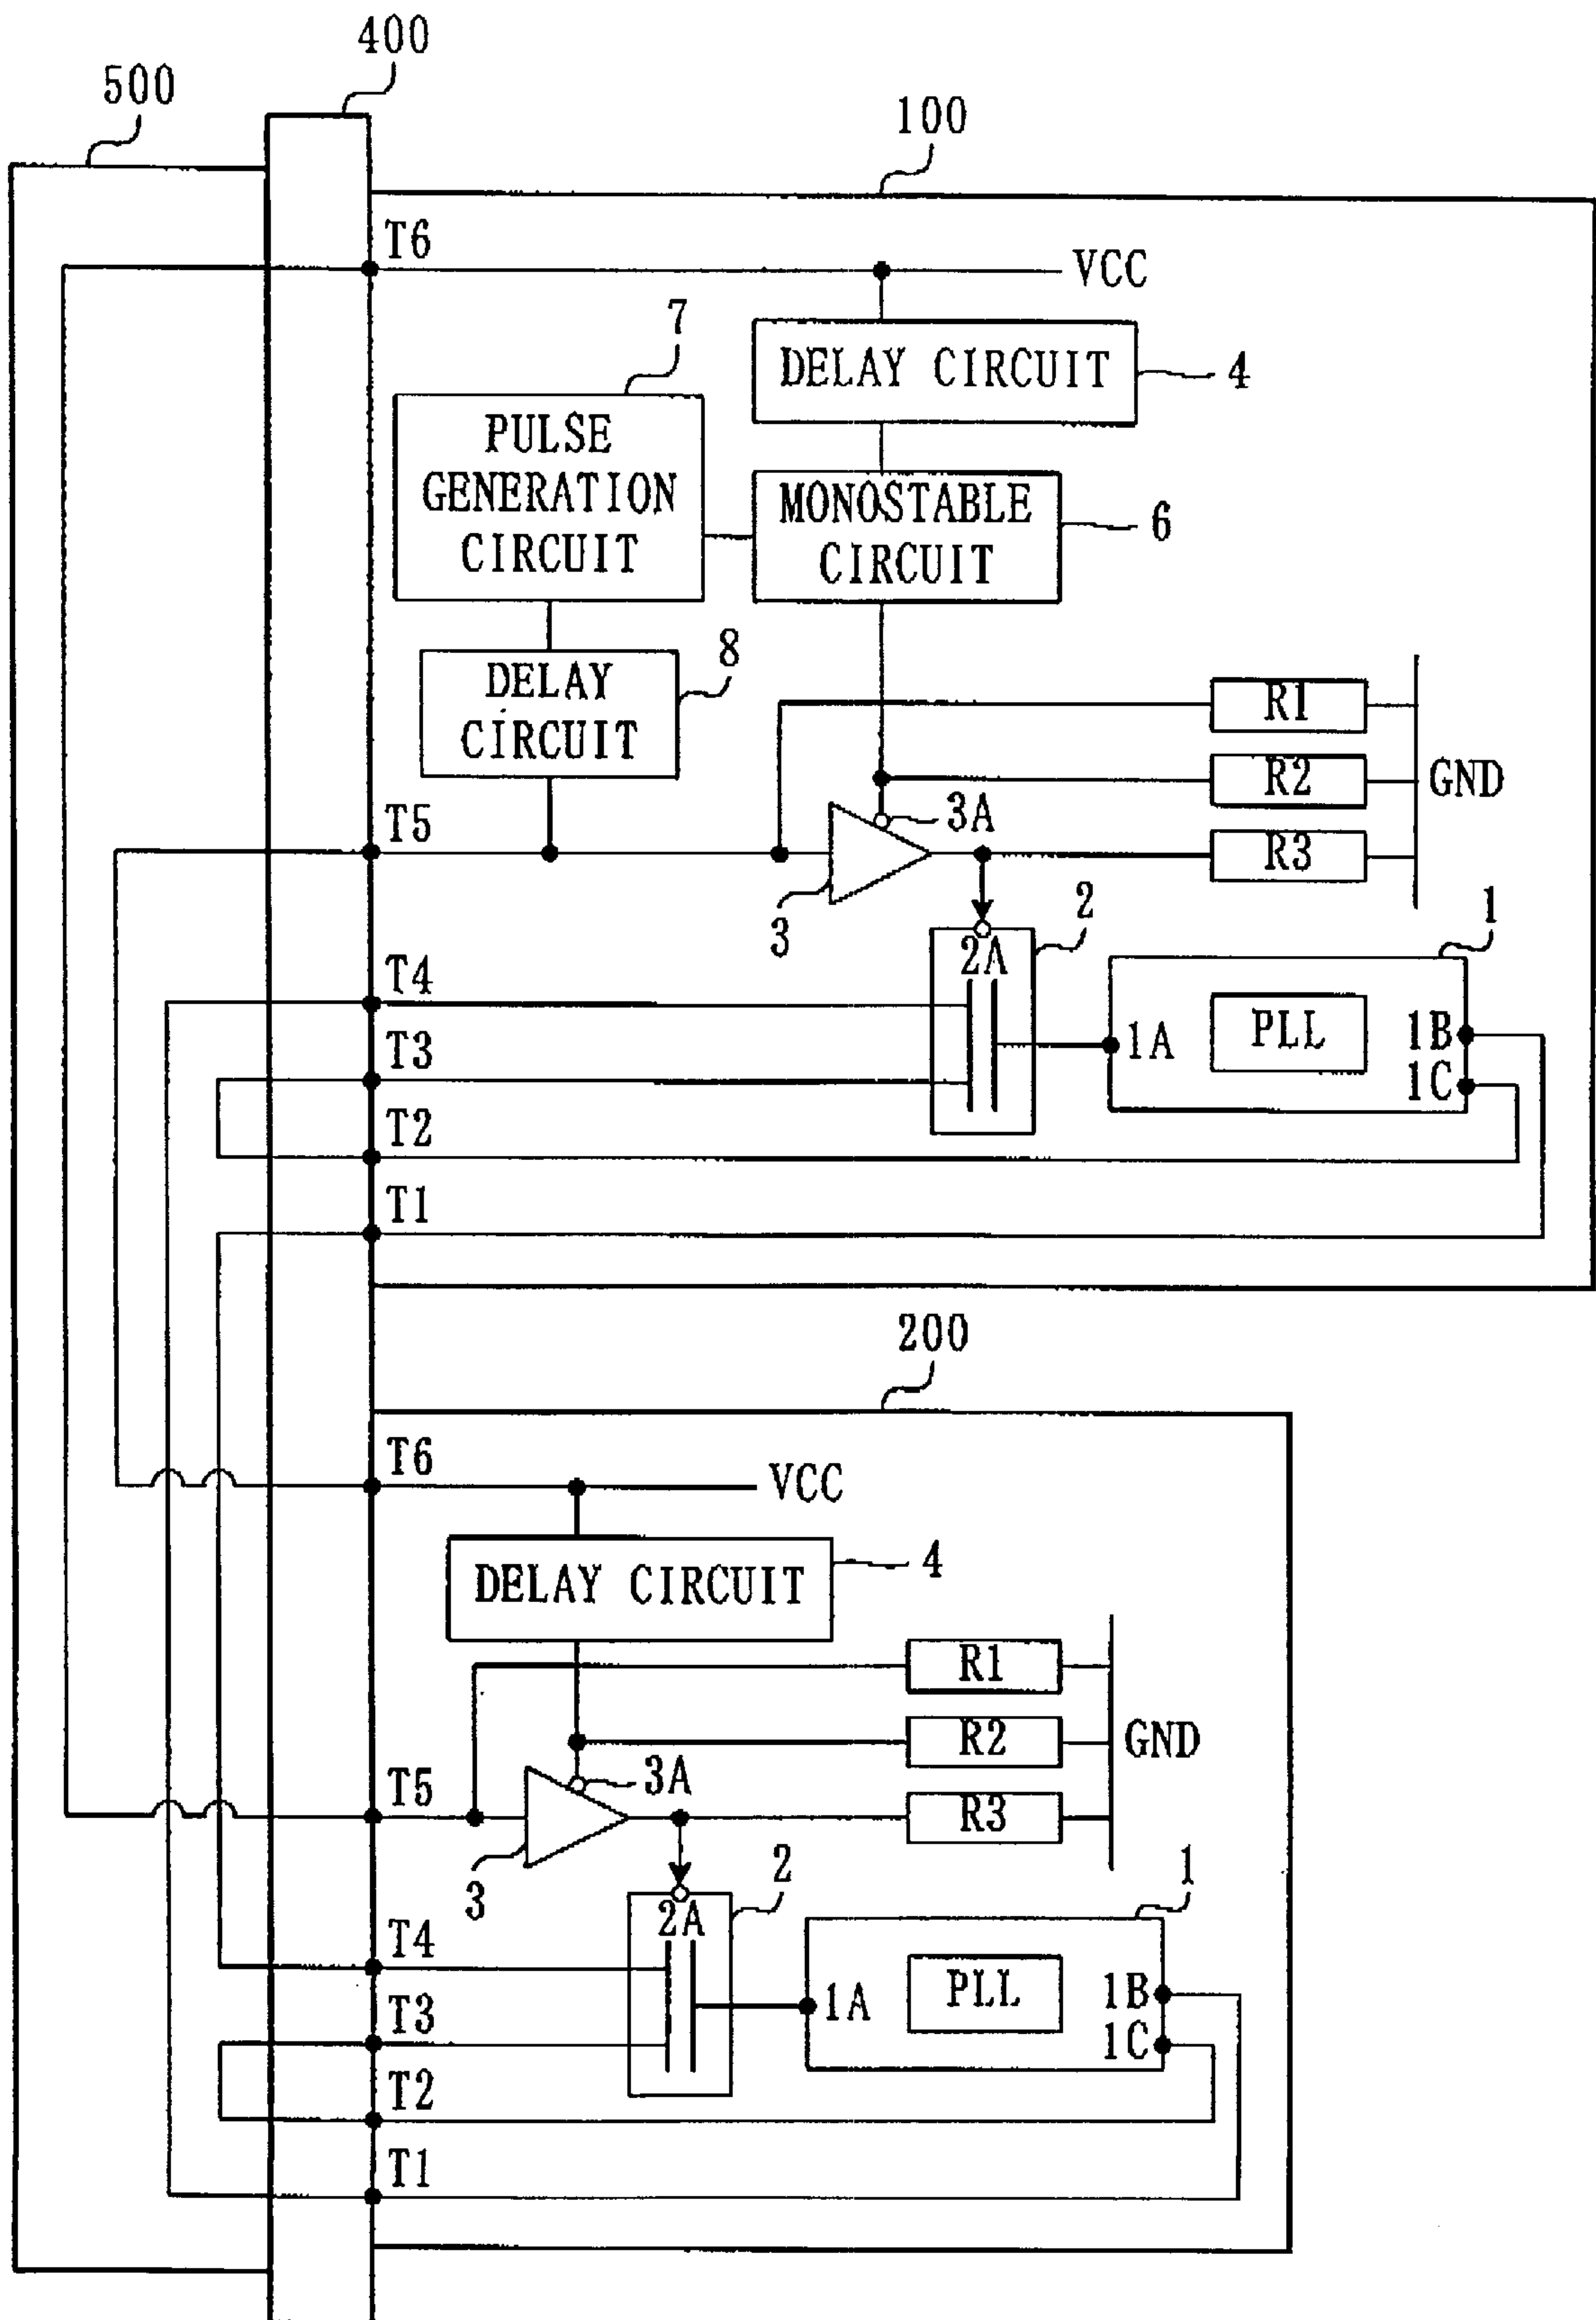 400
500
100
T6
VCC
7
DELAY CIRCUIT
4
PULSE
GENERATION
CIRCUIT
MONOSTABLE
CIRCUIT
6
8
DELAY
CIRCUIT
R1
R2
GND
T5
3A
R3
3
2
1
2A
T4
PLL
1B
T3
1A
1C
T2
T1
200
T6
VCC
DELAY CIRCUIT
4
R1
R2
GND
T5
3A
R3
3
2
1
2A
T4
PLL
1B
T3
1A
1C
T2
T1